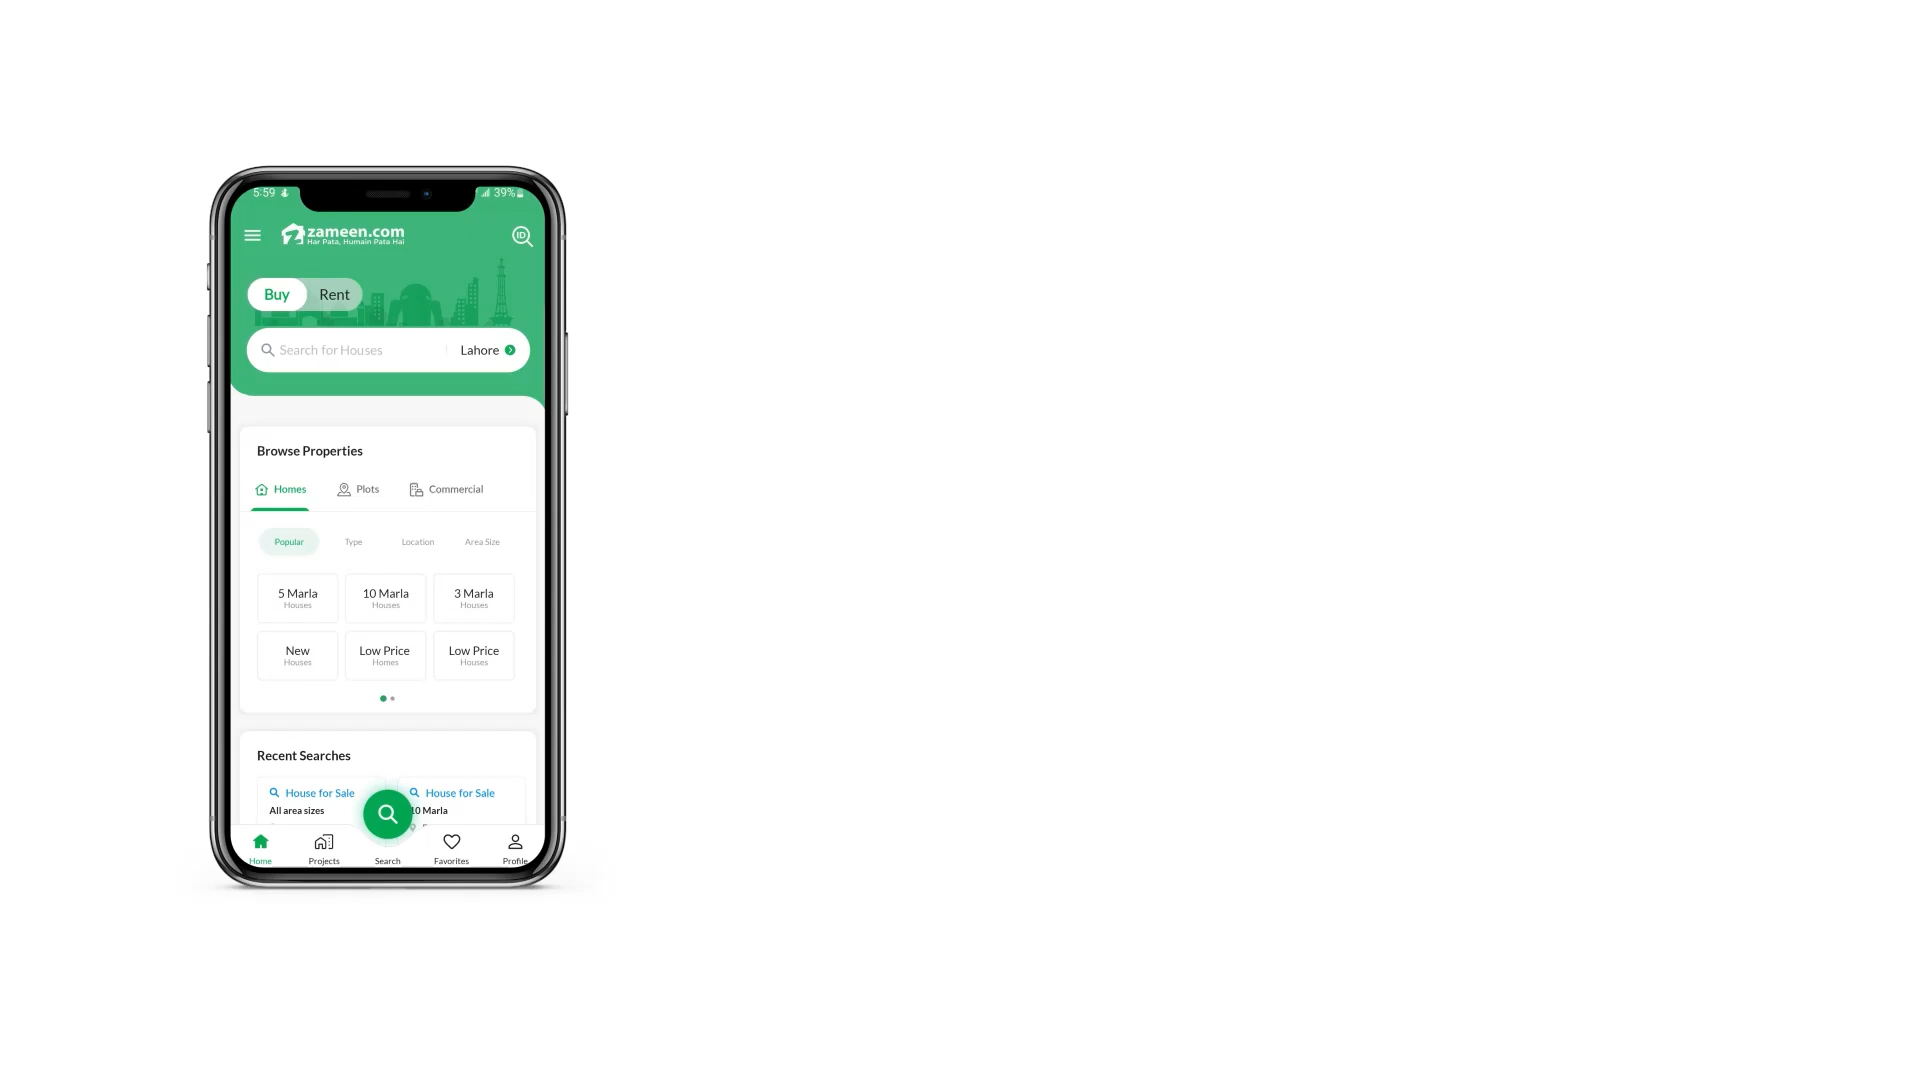 5:59
39%
zameen.com
Har Pata, Humain Pata Hai
ID
Buy Rent
Search for Houses Lahore
Browse Properties
Homes Plots Commercial
Popular Type Location Area Size
5 Marla 10 Marla 3 Marla
Houses Houses Houses
New Low Price Low Price
Houses Homes Houses
Recent Searches
House for Sale House for Sale
All area sizes 10 Marla
Home Projects Search Favorites Profile